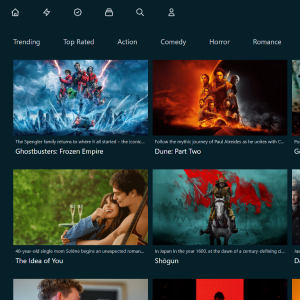 Trending Top Rated Action Comedy Horror Romance
The Spengler family returns to where it all started – the iconic...
Follow the mythic journey of Paul Atreides as he unites with C...
Ghostbusters: Frozen Empire
Dune: Part Two
40-year-old single mom Solène begins an unexpected roman...
In Japan in the year 1600, at the dawn of a century-defining ci...
The Idea of You
Shōgun